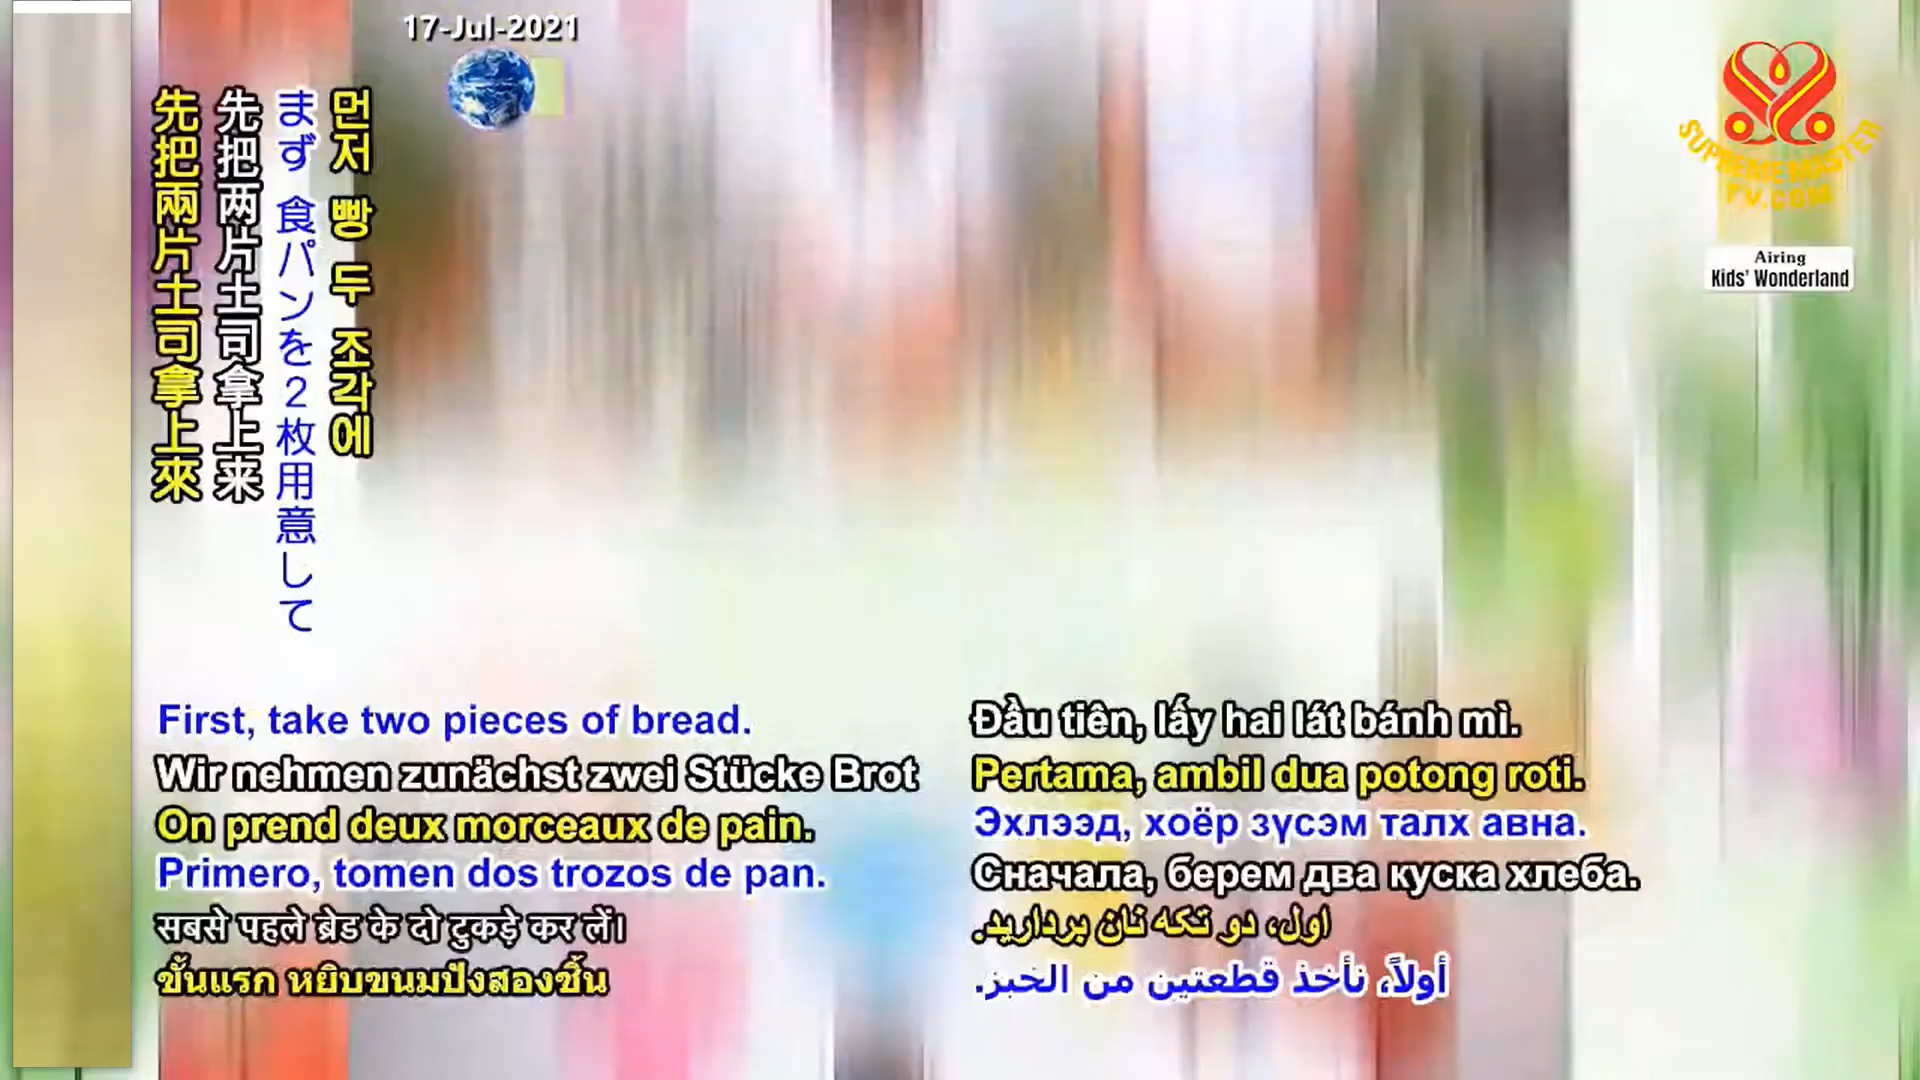 17-Jul-2021
先把兩片土司拿上來
先把两片土司拿上来
まず 食パンを2枚用意して
먼저 빵 두 조각에
SUPREMEMASTER
TV.COM
Airing
Kids' Wonderland
First, take two pieces of bread.
Wir nehmen zunächst zwei Stücke Brot
On prend deux morceaux de pain.
Primero, tomen dos trozos de pan.
सबसे पहले ब्रेड के दो टुकड़े कर लें।
ขั้นแรก หยิบขนมปังสองชิ้น
Đầu tiên, lấy hai lát bánh mì.
Pertama, ambil dua potong roti.
Эхлээд, хоёр зүсэм талх авна.
Сначала, берем два куска хлеба.
اول، دو تکه نان بردارید.
أولاً، نأخذ قطعتين من الخبز.